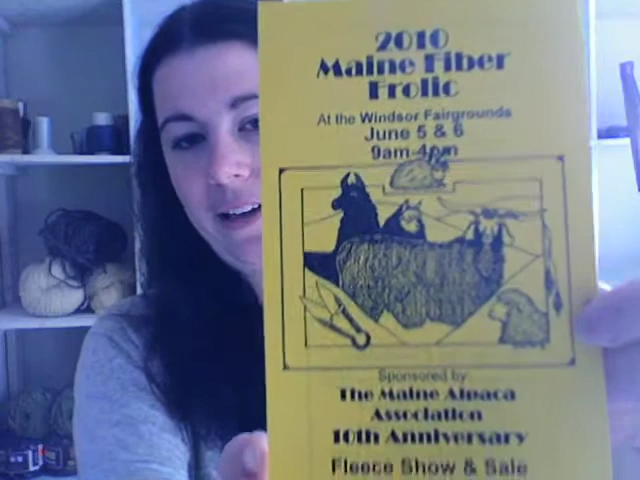 2010
Maine Fiber
Frolic
At the Windsor Fairgrounds
June 5 & 6
9am-4pm
Sponsored by:
The Maine Alpaca
Association
10th Anniversary
Fleece Show & Sale